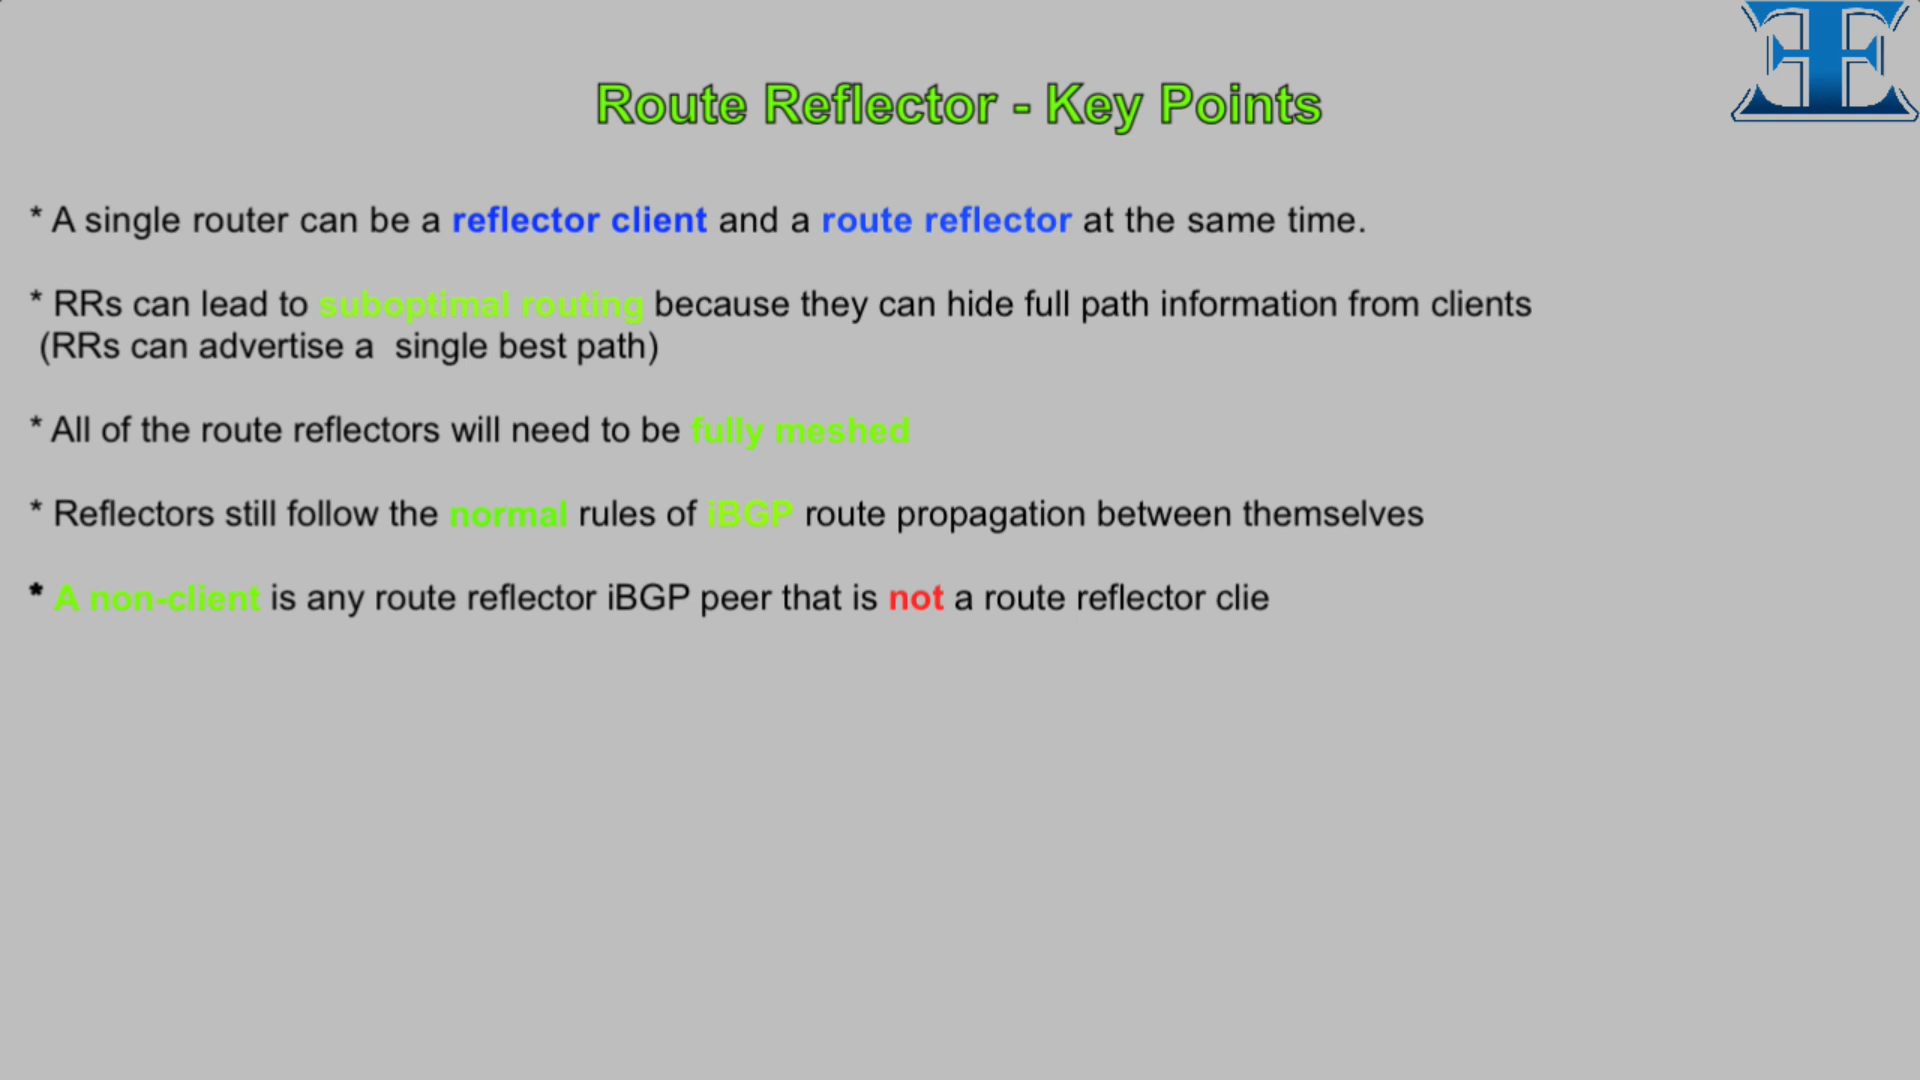 Route Reflector - Key Points
* A single router can be a reflector client and a route reflector at the same time.
* RRs can lead to suboptimal routing because they can hide full path information from clients
(RRs can advertise a  single best path)
* All of the route reflectors will need to be fully meshed
* Reflectors still follow the normal rules of iBGP route propagation between themselves
* A non-client is any route reflector iBGP peer that is not a route reflector clie